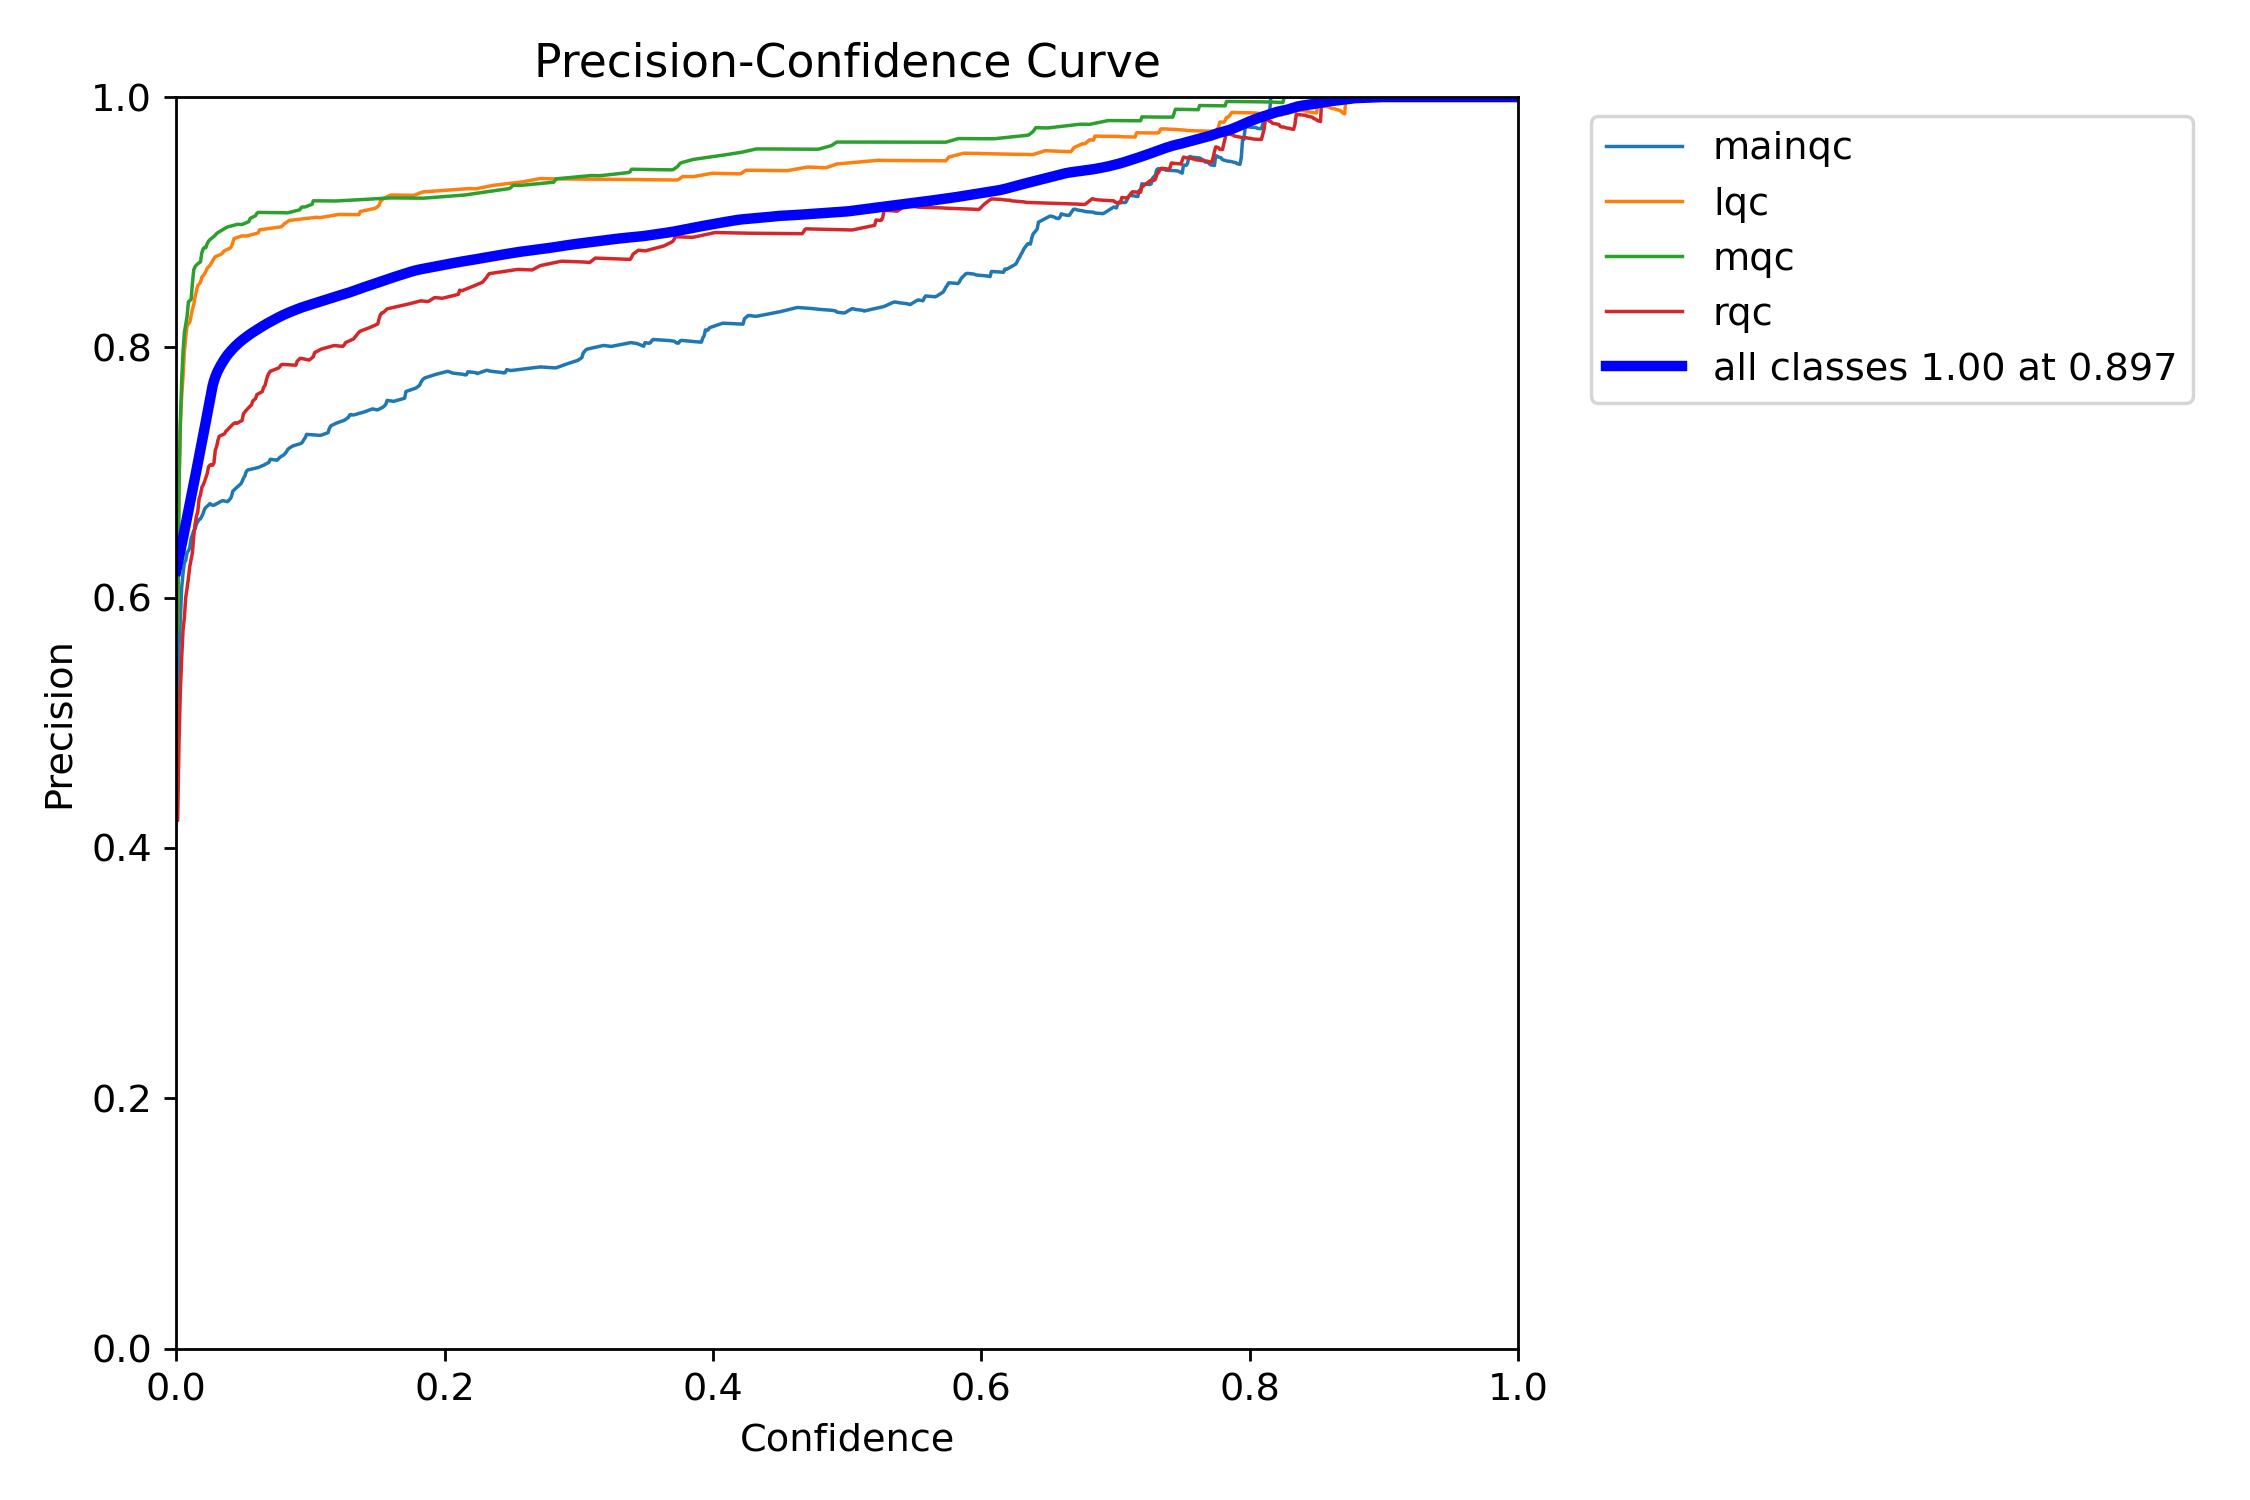 Precision-Confidence Curve
1.0
0.8
0.6
0.4
0.2
0.0
Precision
0.0 0.2 0.4 0.6 0.8 1.0
Confidence
mainqc
lqc
mqc
rqc
all classes 1.00 at 0.897